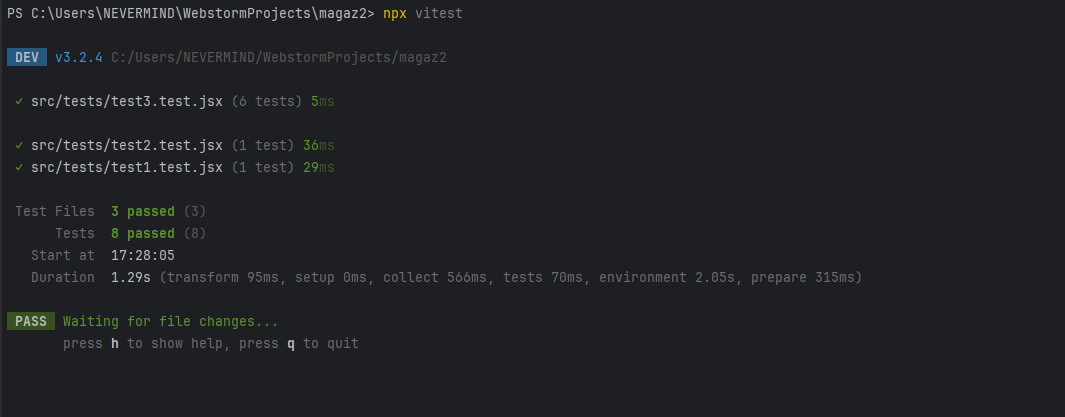 PS C:\Users\NEVERMIND\WebstormProjects\magaz2> npx vitest
DEV v3.2.4 C:/Users/NEVERMIND/WebstormProjects/magaz2
✓ src/tests/test3.test.jsx (6 tests) 5ms
✓ src/tests/test2.test.jsx (1 test) 36ms
✓ src/tests/test1.test.jsx (1 test) 29ms
Test Files 3 passed (3)
Tests 8 passed (8)
Start at 17:28:05
Duration 1.29s (transform 95ms, setup 0ms, collect 566ms, tests 70ms, environment 2.05s, prepare 315ms)
PASS Waiting for file changes...
press h to show help, press q to quit